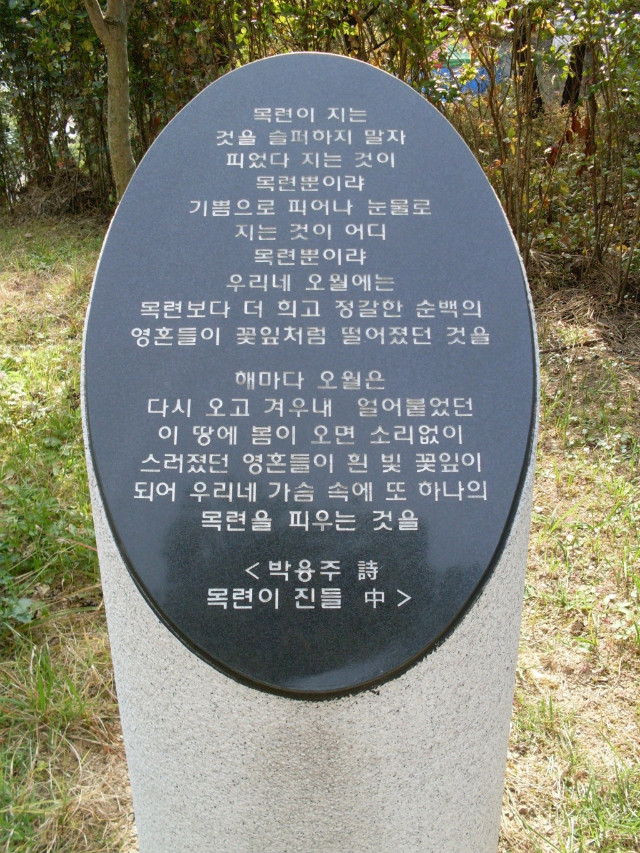 목련이 지는
것을 슬퍼하지 말자
피었다 지는 것이
목련뿐이랴
기쁨으로 피어나 눈물로
지는 것이 어디
목련뿐이랴
우리네 오월에는
목련보다 더 희고 정갈한 순백의
영혼들이 꽃잎처럼 떨어졌던 것을
해마다 오월은
다시 오고 겨우내 얼어붙었던
이 땅에 봄이 오면 소리없이
스러졌던 영혼들이 흰 빛 꽃잎이
되어 우리네 가슴 속에 또 하나의
목련을 피우는 것을
<박용주 詩
목련이 진들 中>